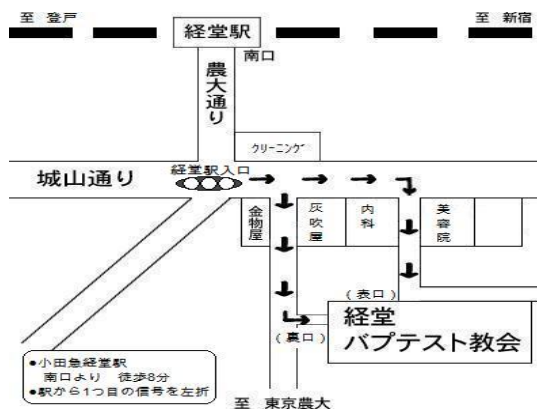 至 登戸
至 新宿
経堂駅
南口
農大通り
クリーニング
経堂駅入口
城山通り
金物屋
灰吹屋
内科
美容院
(表口)
経堂
バプテスト教会
(裏口)
●小田急経堂駅
南口より 徒歩8分
●駅から1つ目の信号を左折
至 東京農大